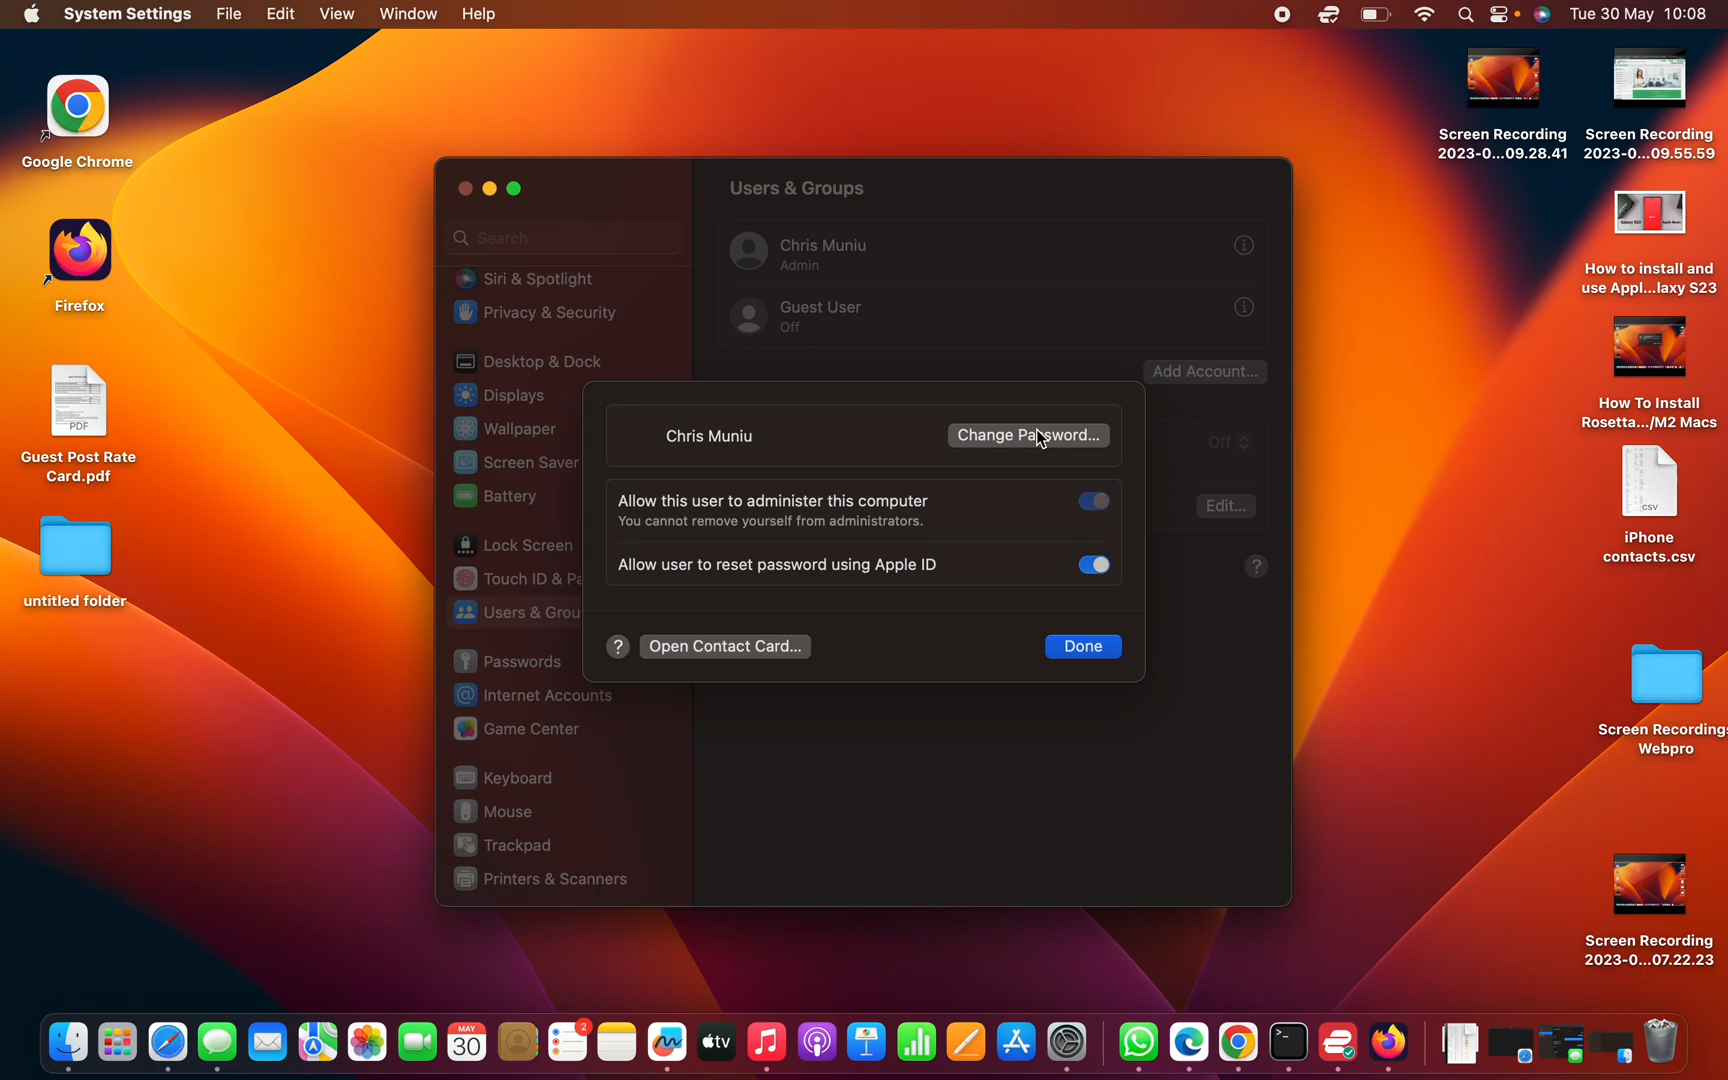 System Settings File Edit View Window Help
Tue 30 May 10:08
Google Chrome
Firefox
PDF
Guest Post Rate
Card.pdf
untitled folder
Search
Siri & Spotlight
Privacy & Security
Desktop & Dock
Displays
Wallpaper
Screen Saver
Battery
Lock Screen
Touch ID & Pa
Users & Grou
Passwords
Internet Accounts
Game Center
Keyboard
Mouse
Trackpad
Printers & Scanners
Users & Groups
Chris Muniu
Admin
Guest User
Off
Add Account...
Off
Edit...
?
Chris Muniu
Change Password...
Allow this user to administer this computer
You cannot remove yourself from administrators.
Allow user to reset password using Apple ID
?
Open Contact Card...
Done
Screen Recording
2023-0...09.28.41
Screen Recording
2023-0...09.55.59
How to install and
use Appl...laxy S23
How To Install
Rosetta.../M2 Macs
CSV
iPhone
contacts.csv
Screen Recordings
Webpro
Screen Recording
2023-0...07.22.23
MAY
30
2
tv